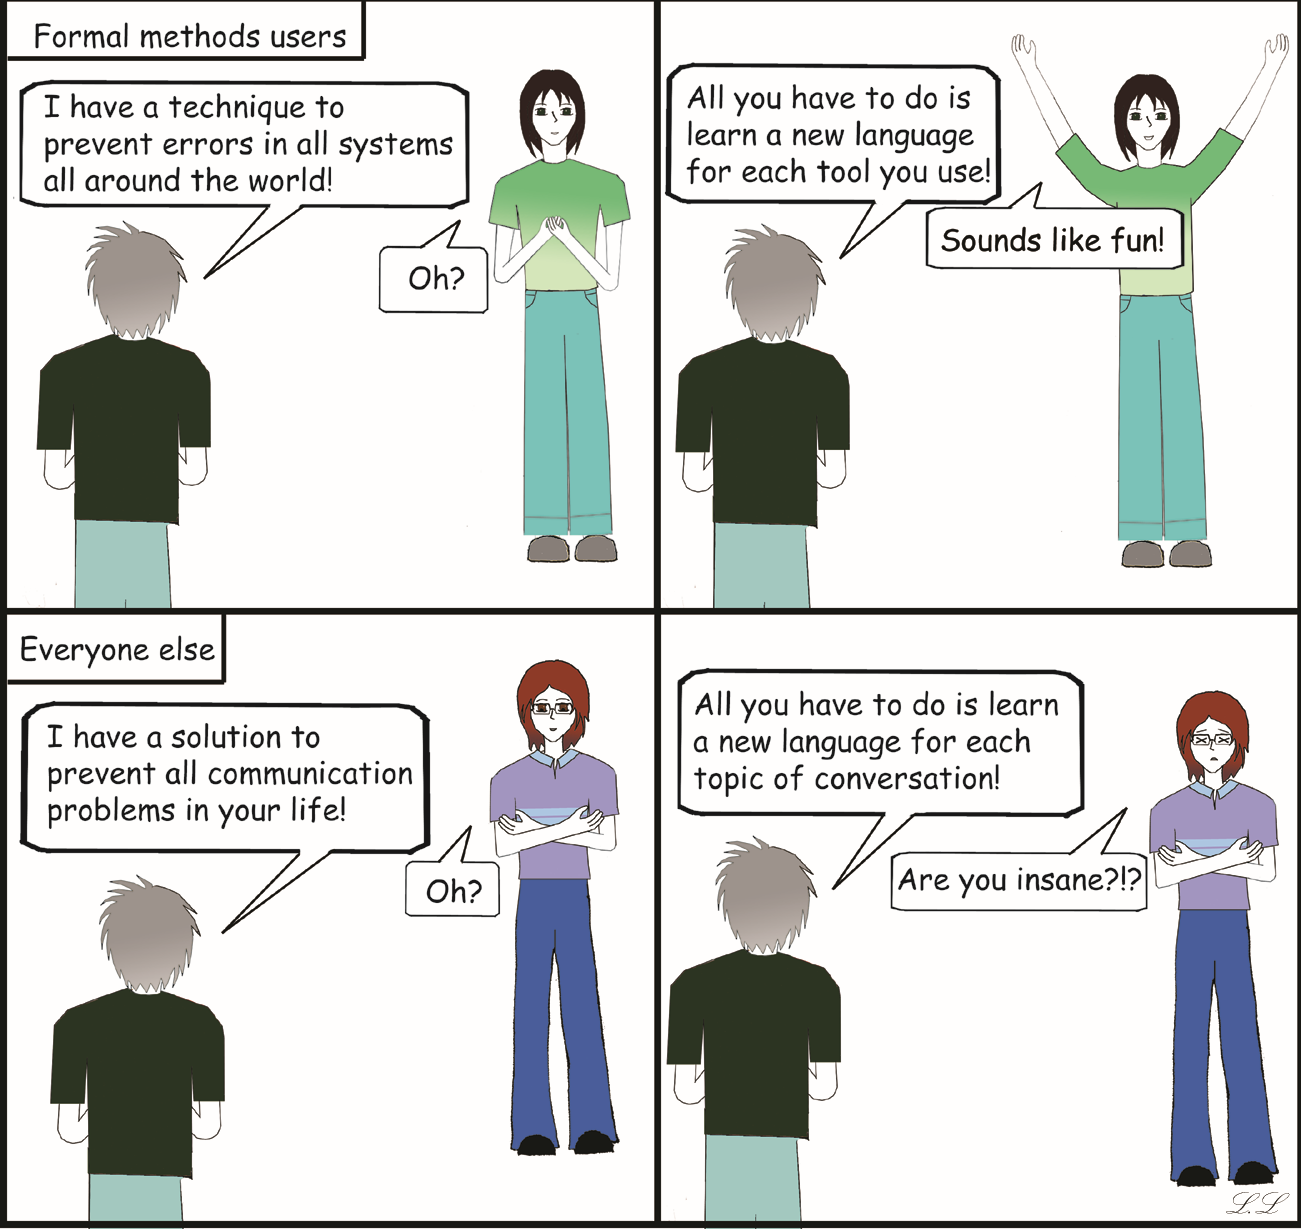 Formal methods users
I have a technique to
prevent errors in all systems
all around the world!
Oh?
All you have to do is
learn a new language
for each tool you use!
Sounds like fun!
Everyone else
I have a solution to
prevent all communication
problems in your life!
Oh?
All you have to do is learn
a new language for each
topic of conversation!
Are you insane?!?
L.L